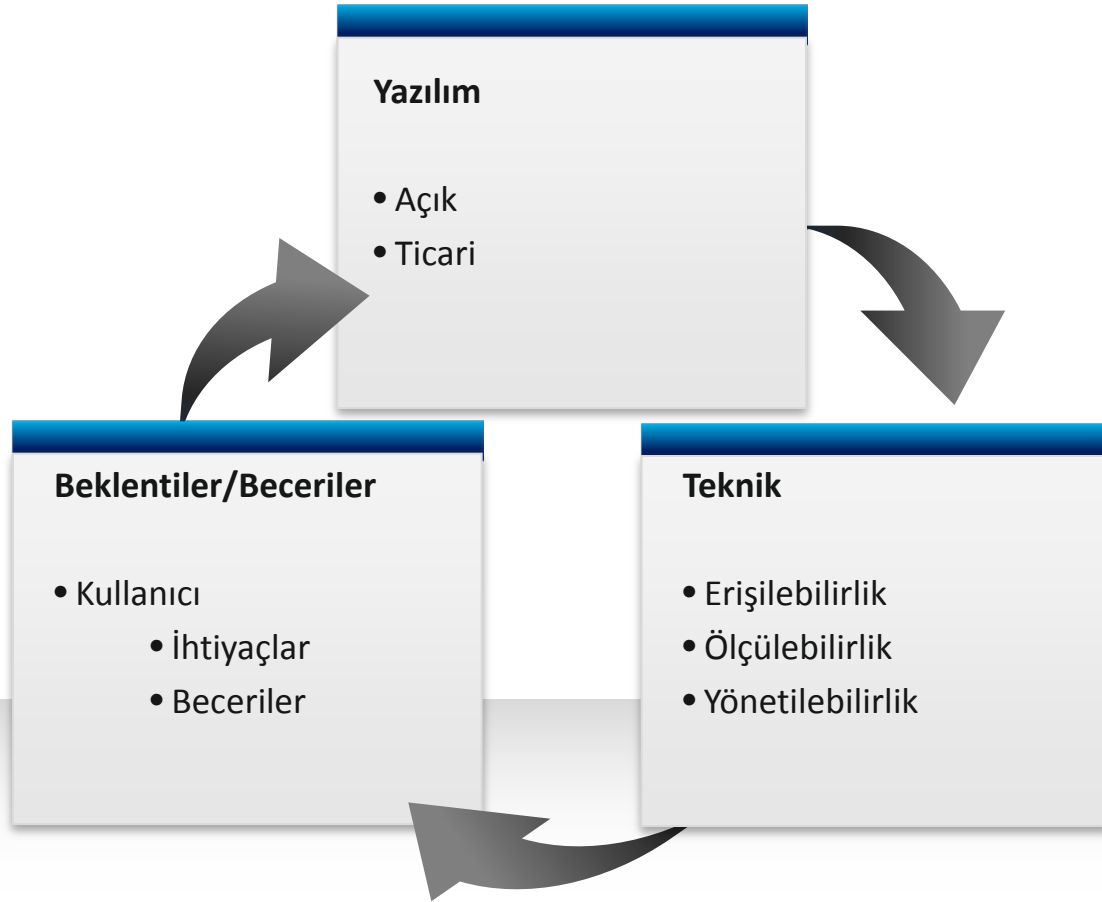 Yazılım
• Açık
• Ticari
Beklentiler/Beceriler
• Kullanıcı
• İhtiyaçlar
• Beceriler
Teknik
• Erişilebilirlik
• Ölçülebilirlik
• Yönetilebilirlik